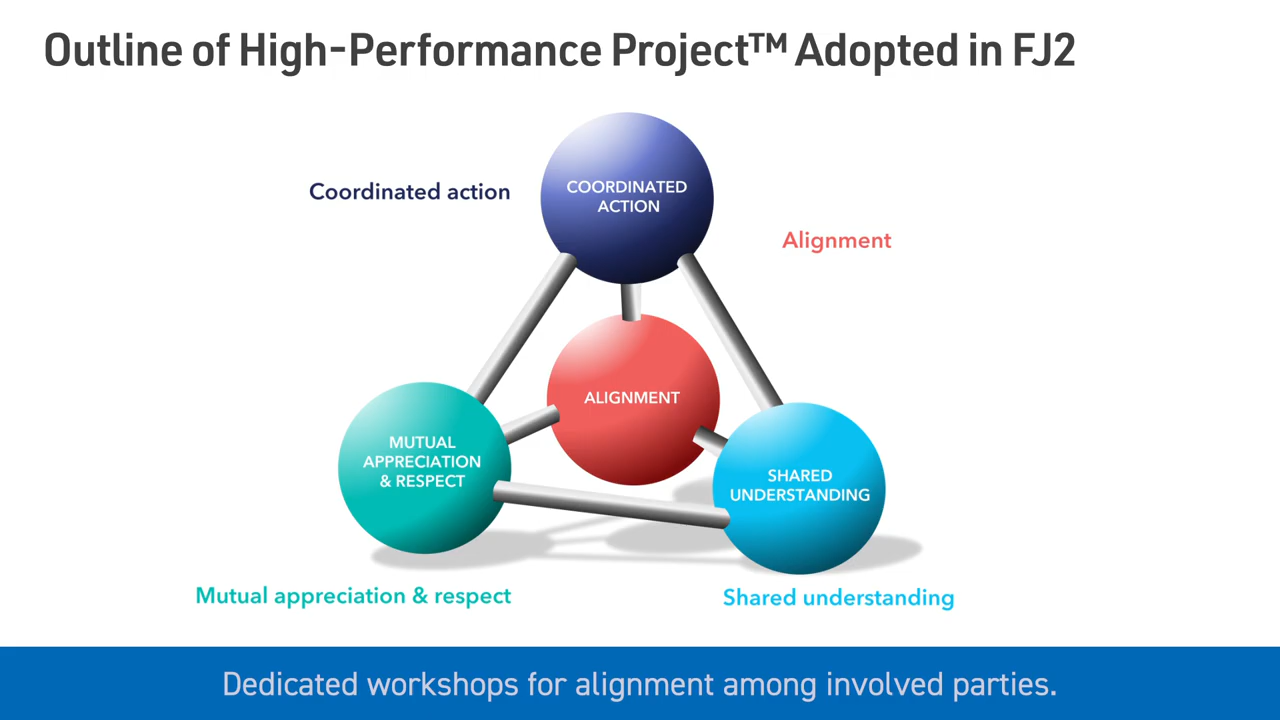 Outline of High-Performance Project™ Adopted in FJ2
Coordinated action
COORDINATED
ACTION
Alignment
ALIGNMENT
MUTUAL
APPRECIATION
& RESPECT
SHARED
UNDERSTANDING
Mutual appreciation & respect
Shared understanding
Dedicated workshops for alignment among involved parties.